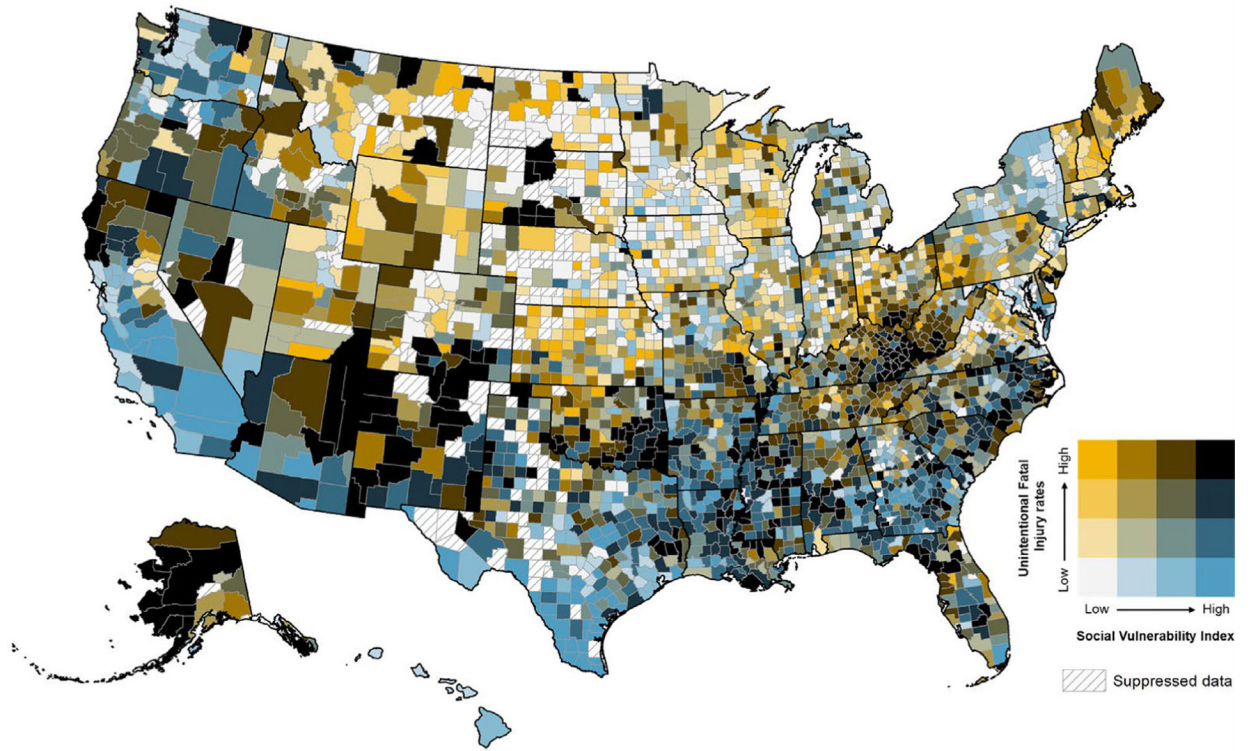 High
Unintentional Fatal
Injury rates
Low
Low
High
Social Vulnerability Index
Suppressed data